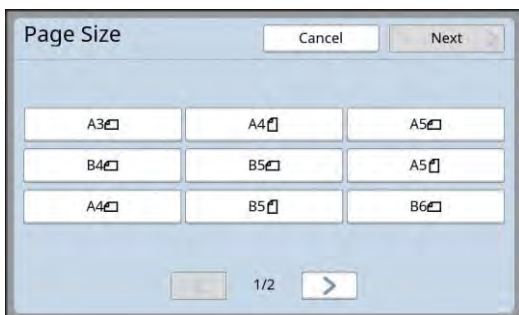 Page Size Cancel Next
A3 A4 A5
B4 B5 A5
A4 B5 B6
1/2